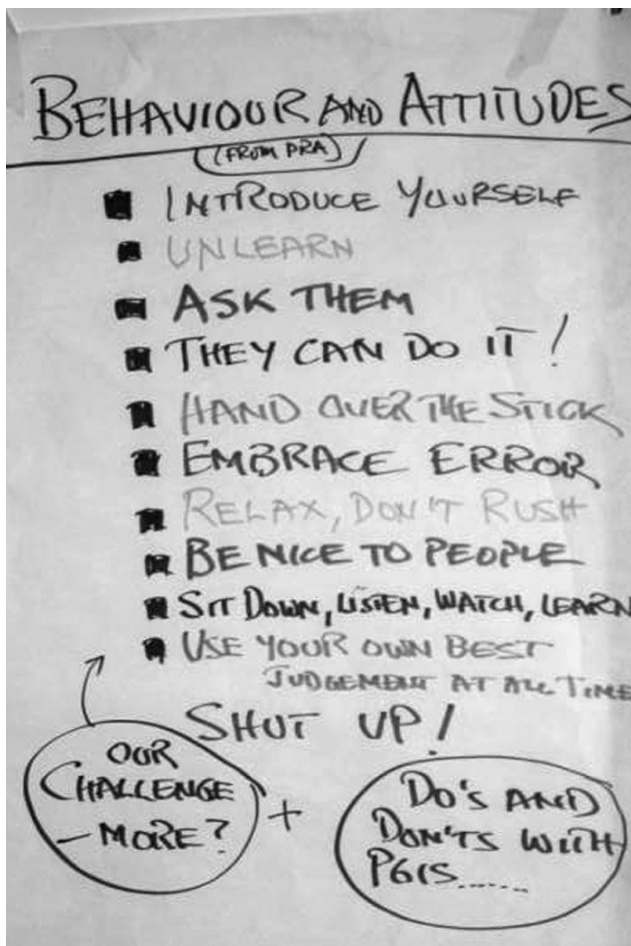 BEHAVIOUR AND ATTITUDES
(FROM PRA)
INTRODUCE YOURSELF
UNLEARN
ASK THEM
THEY CAN DO IT!
HAND OVER THE STICK
EMBRACE ERROR
RELAX, DON'T RUSH
BE NICE TO PEOPLE
SIT DOWN, LISTEN, WATCH, LEARN
USE YOUR OWN BEST
JUDGEMENT AT ALL TIME
SHUT UP!
OUR
CHALLENGE
– MORE?
+
DO'S AND
DON'TS WITH
PGIS......